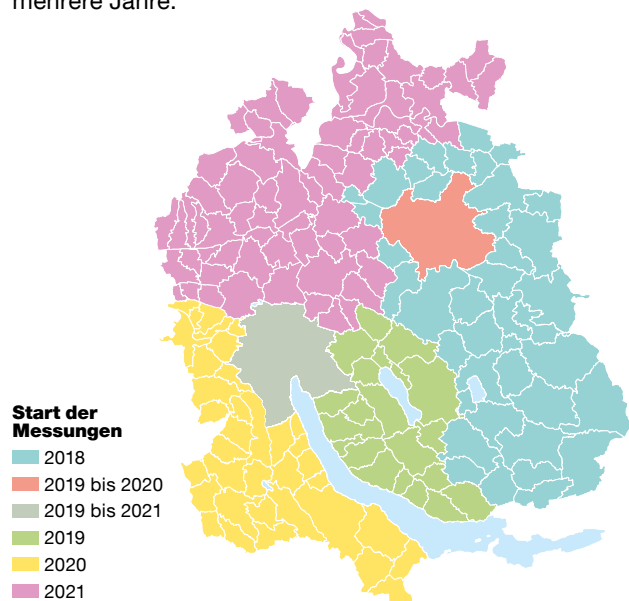 mehrere Jahre.
Start der
Messungen
2018
2019 bis 2020
2019 bis 2021
2019
2020
2021